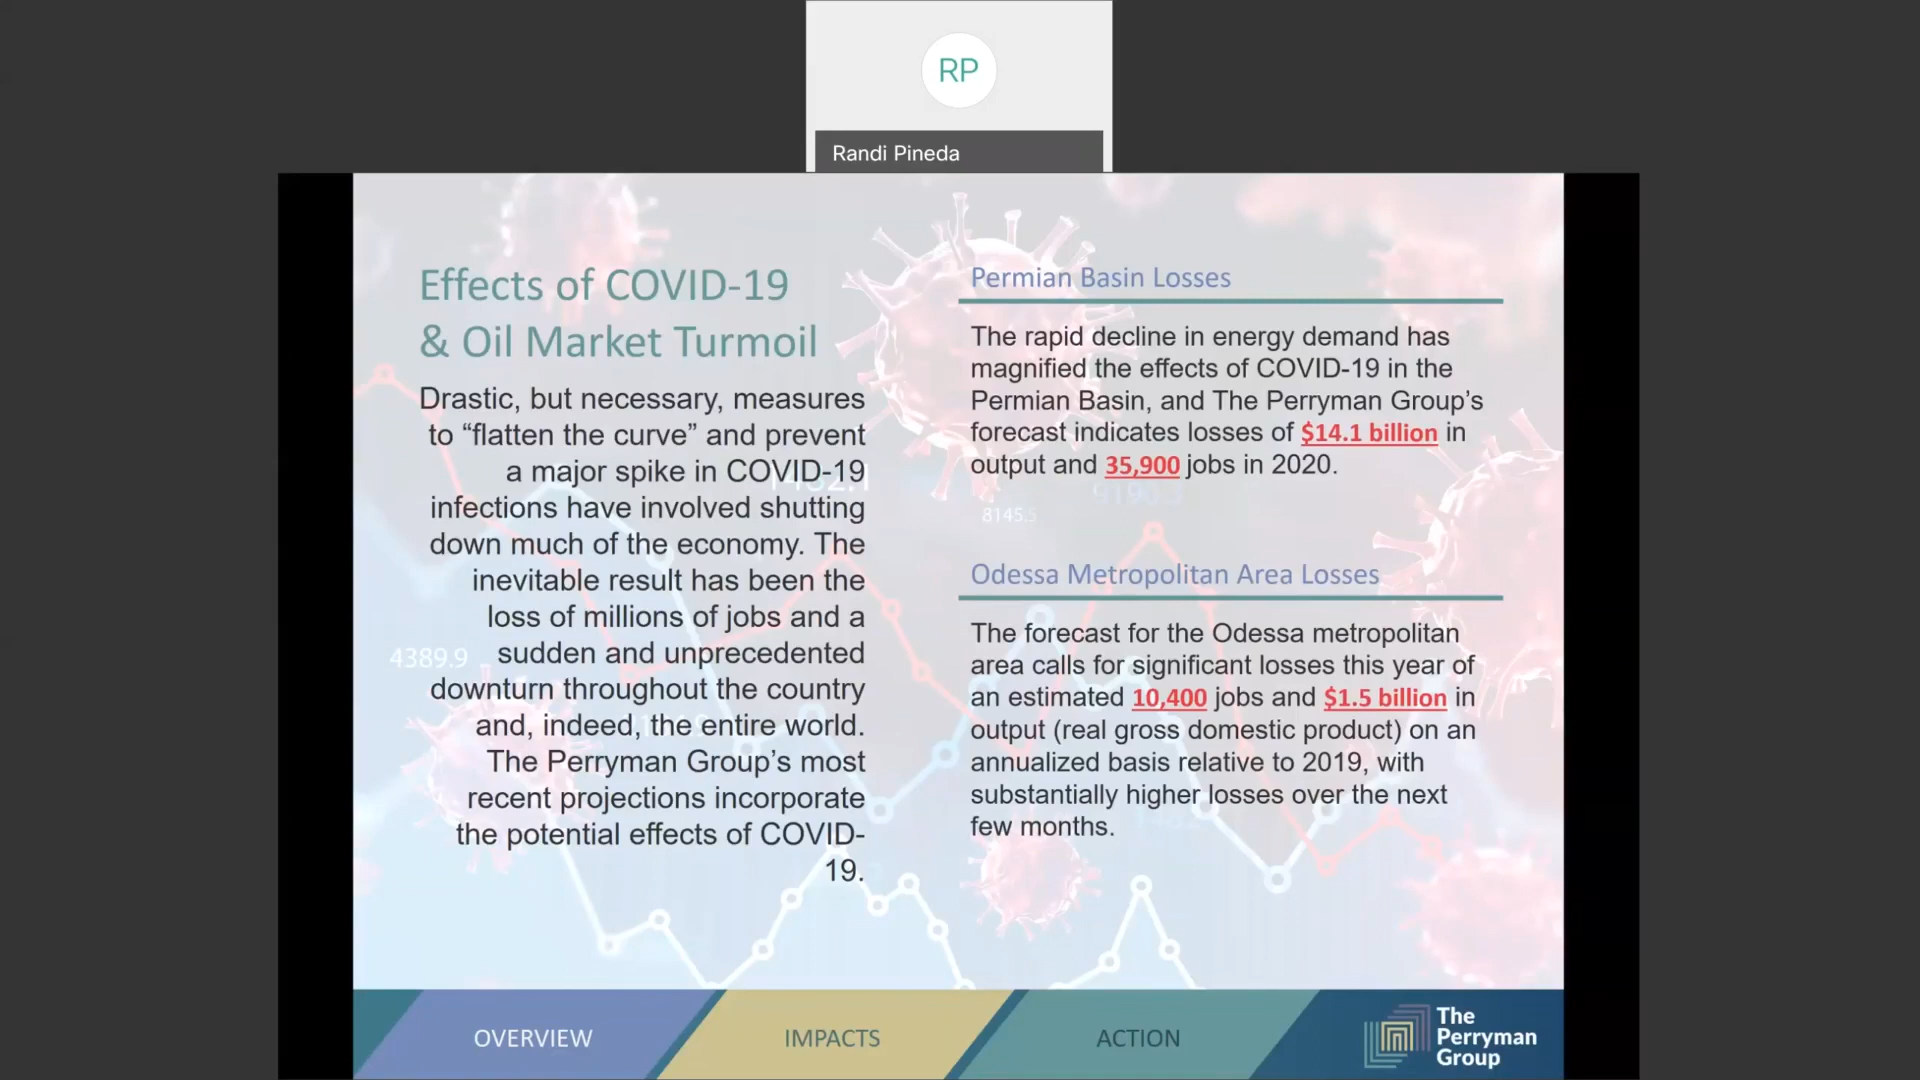 RP
Randi Pineda
Effects of COVID-19
& Oil Market Turmoil
Drastic, but necessary, measures
to “flatten the curve” and prevent
a major spike in COVID-19
infections have involved shutting
down much of the economy. The
inevitable result has been the
loss of millions of jobs and a
sudden and unprecedented
downturn throughout the country
and, indeed, the entire world.
The Perryman Group’s most
recent projections incorporate
the potential effects of COVID-
19.
4389.9
Permian Basin Losses
The rapid decline in energy demand has
magnified the effects of COVID-19 in the
Permian Basin, and The Perryman Group’s
forecast indicates losses of $14.1 billion in
output and 35,900 jobs in 2020.
8145.5
Odessa Metropolitan Area Losses
The forecast for the Odessa metropolitan
area calls for significant losses this year of
an estimated 10,400 jobs and $1.5 billion in
output (real gross domestic product) on an
annualized basis relative to 2019, with
substantially higher losses over the next
few months.
OVERVIEW
IMPACTS
ACTION
The
Perryman
Group